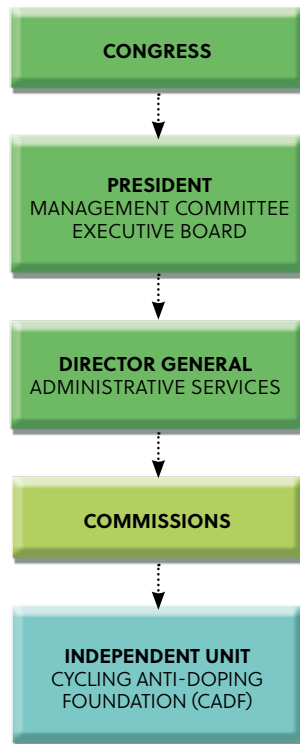 CONGRESS
PRESIDENT
MANAGEMENT COMMITTEE
EXECUTIVE BOARD
DIRECTOR GENERAL
ADMINISTRATIVE SERVICES
COMMISSIONS
INDEPENDENT UNIT
CYCLING ANTI-DOPING
FOUNDATION (CADF)